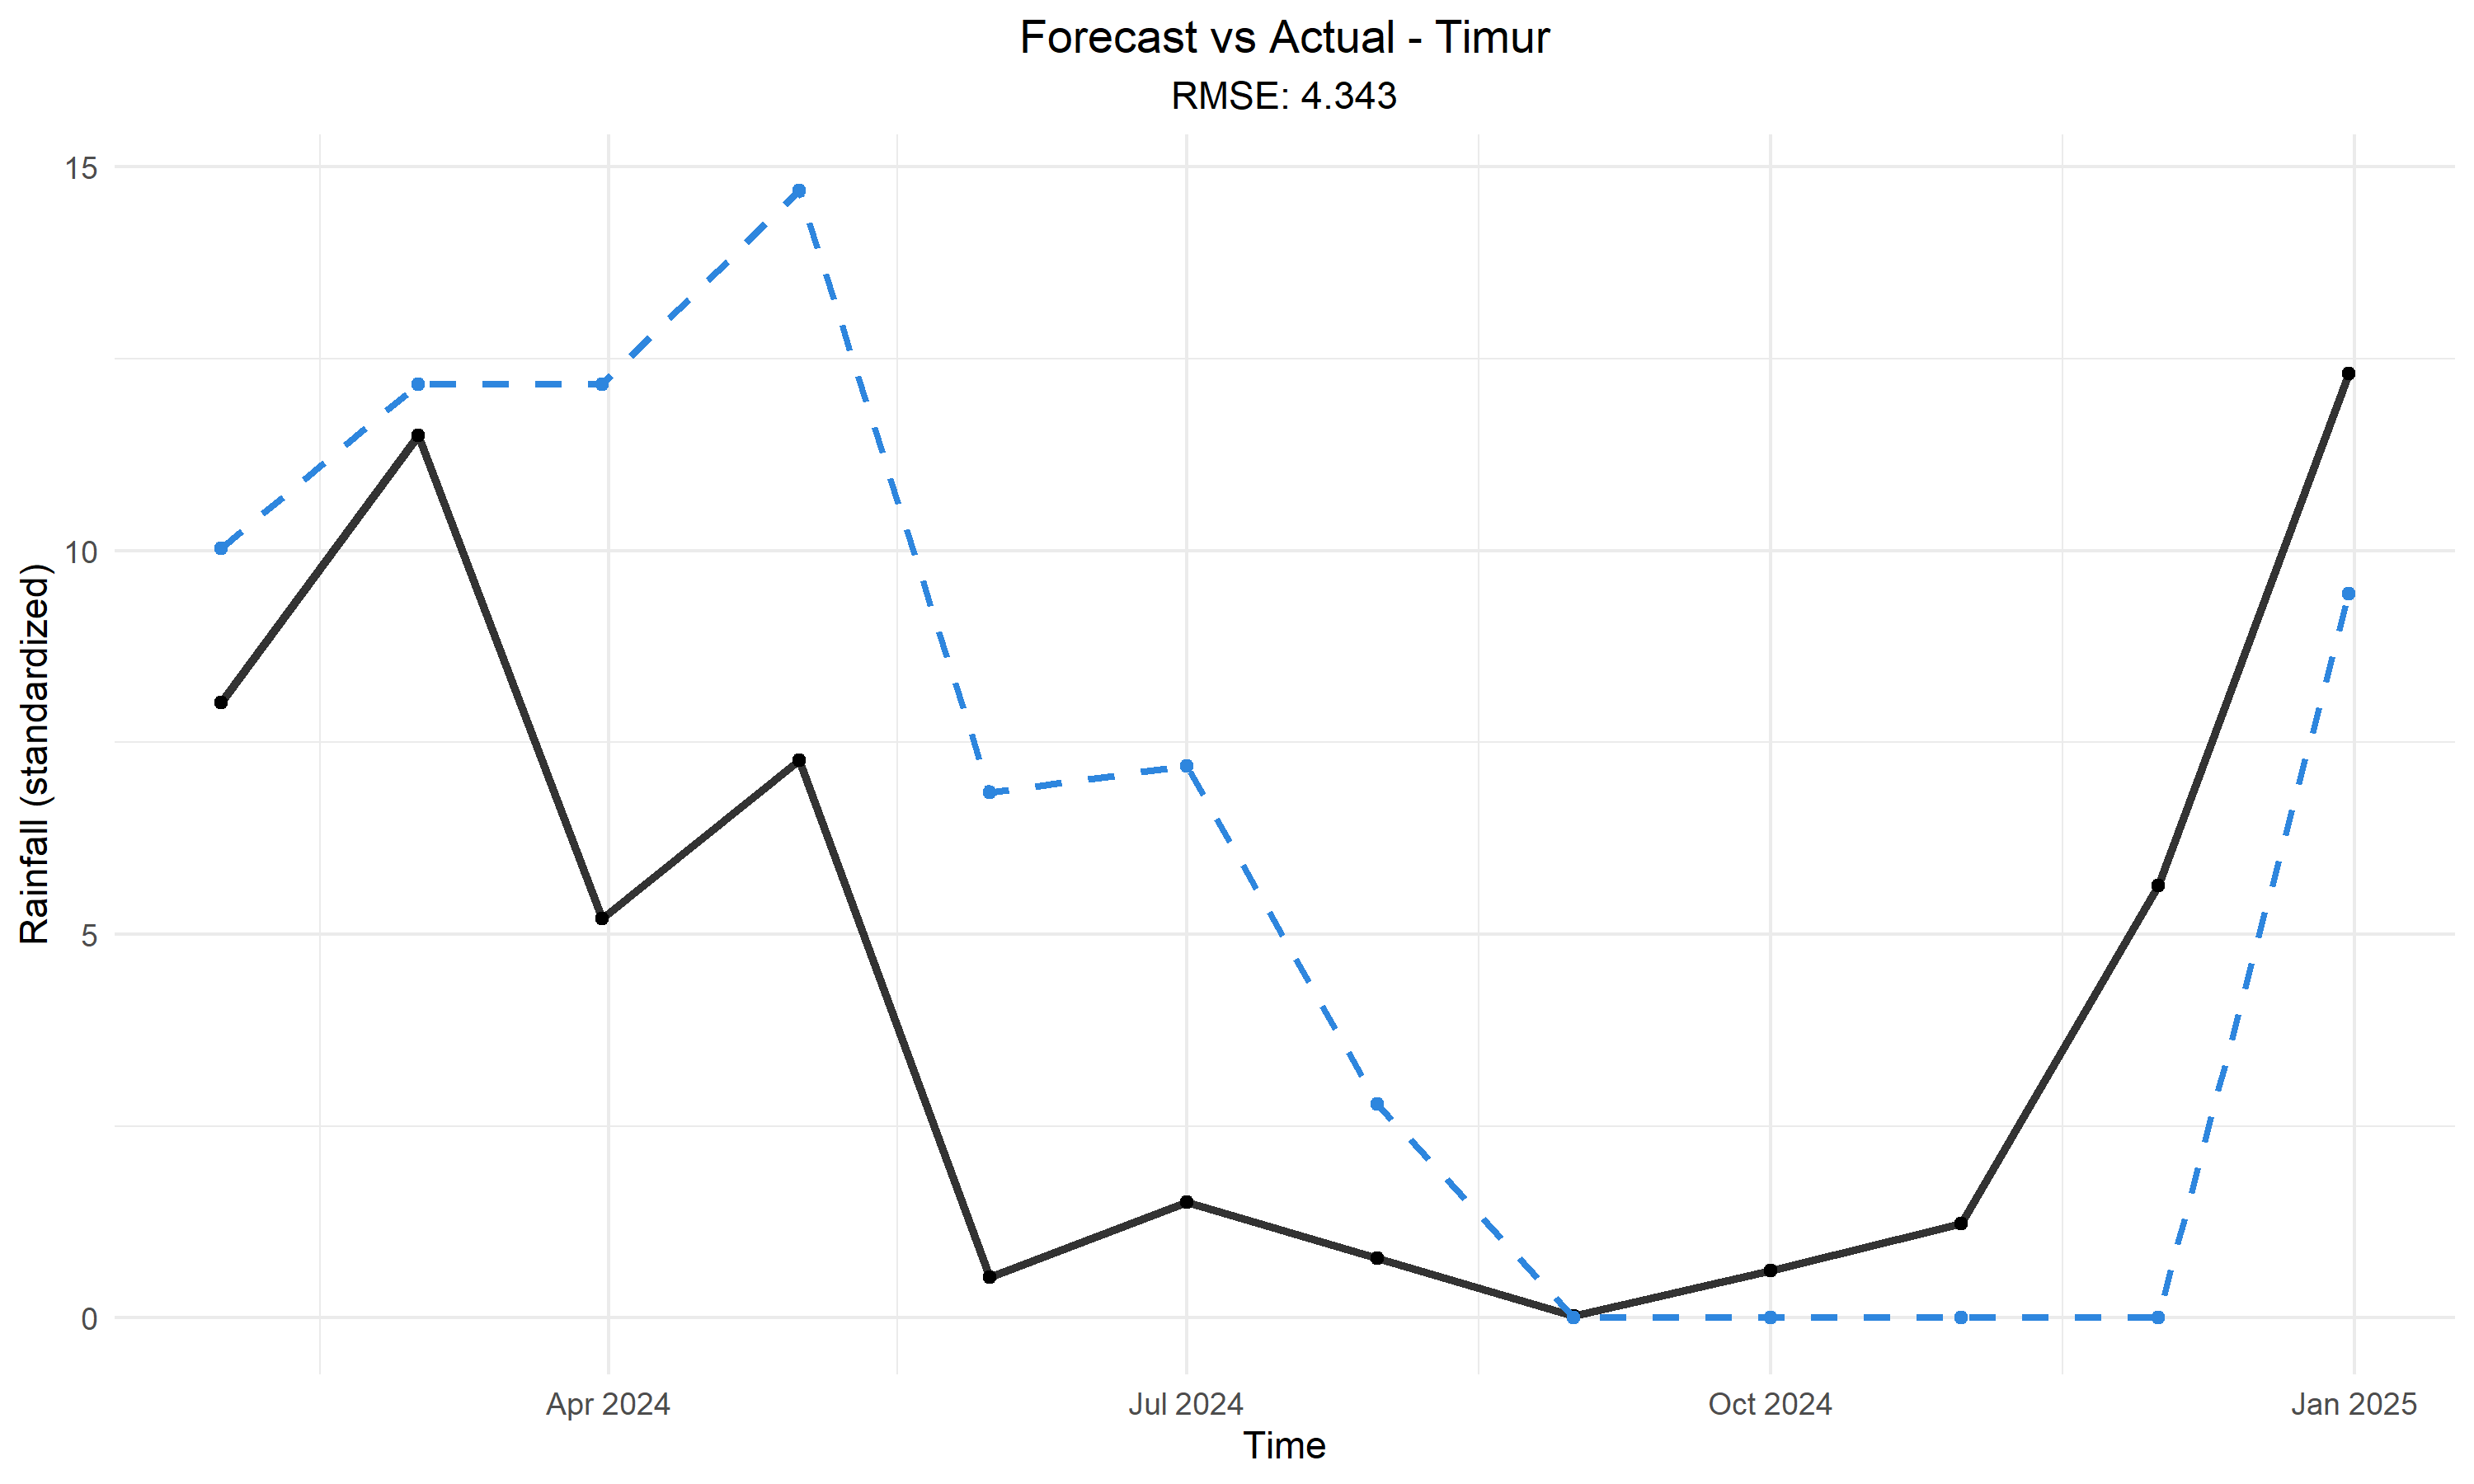 Forecast vs Actual - Timur
RMSE: 4.343
Rainfall (standardized)
15
10
5
0
Apr 2024
Jul 2024
Oct 2024
Jan 2025
Time